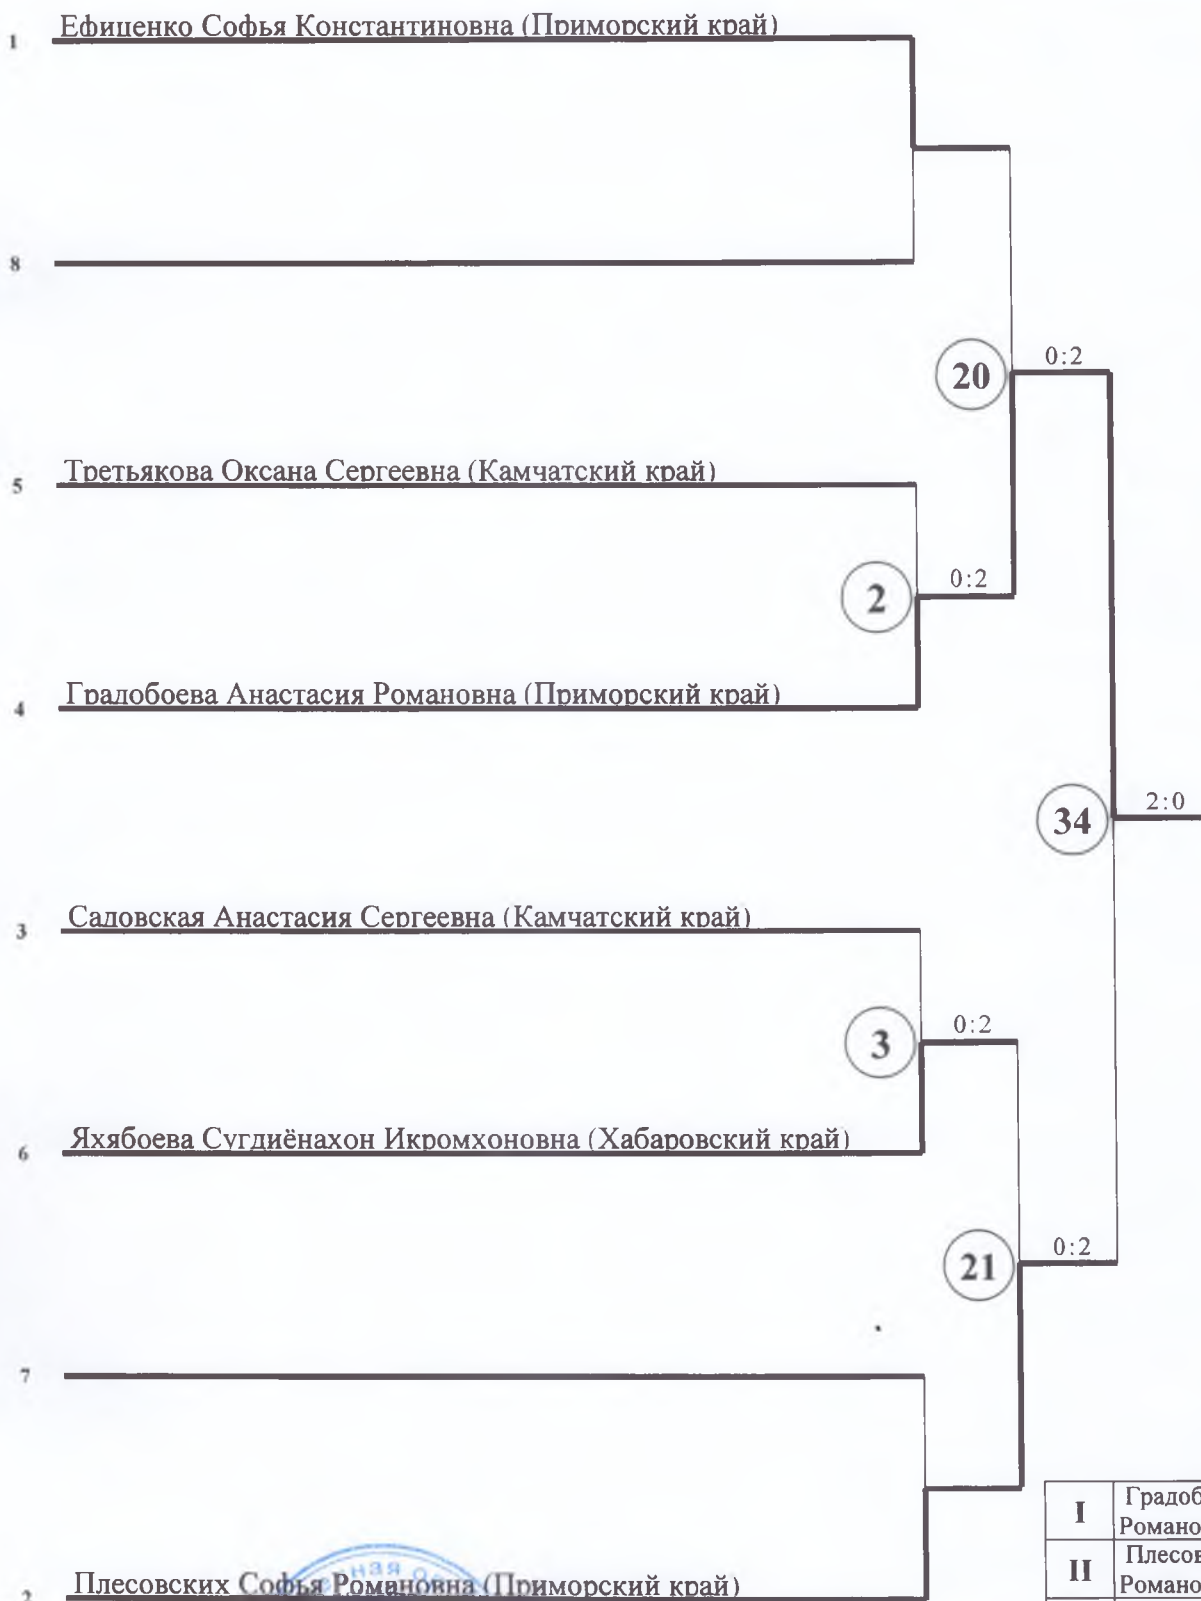 1 Ефиценко Софья Константиновна (Приморский край)
8
20 0:2
5 Третьякова Оксана Сергеевна (Камчатский край)
2 0:2
4 Градобоева Анастасия Романовна (Приморский край)
34 2:0
3 Садовская Анастасия Сергеевна (Камчатский край)
3 0:2
6 Яхябоева Сугдиёнахон Икромхоновна (Хабаровский край)
21 0:2
7
I Градоб
Романо
II Плесов
Романо
2 Плесовских Софья Романовна (Приморский край)